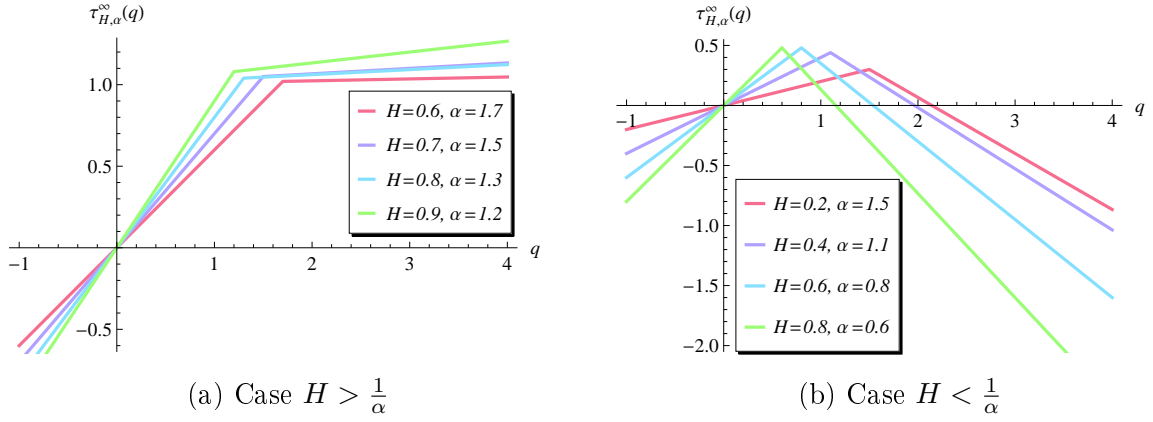 τ^∞_{H,α}(q)
1.0
0.5
−0.5
−1
1
2
3
4
q
H=0.6, α=1.7
H=0.7, α=1.5
H=0.8, α=1.3
H=0.9, α=1.2
(a) Case H > 1/α
τ^∞_{H,α}(q)
0.5
−0.5
−1.0
−1.5
−2.0
−1
1
2
3
4
q
H=0.2, α=1.5
H=0.4, α=1.1
H=0.6, α=0.8
H=0.8, α=0.6
(b) Case H < 1/α